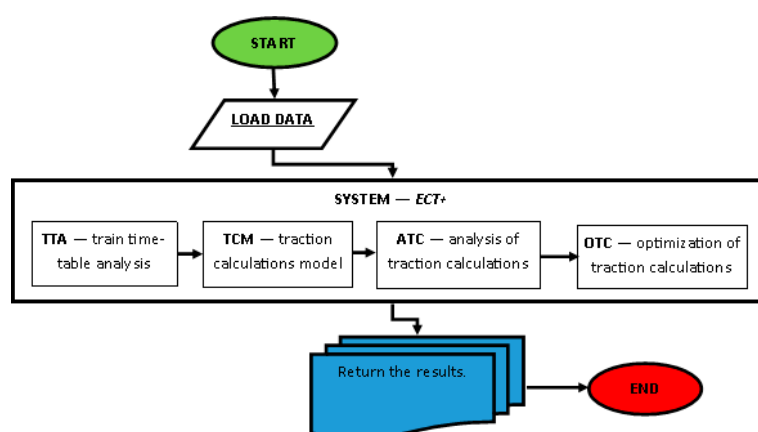 START
LOAD DATA
SYSTEM — ECT+
TTA — train time-
table analysis
TCM — traction
calculations model
ATC — analysis of
traction calculations
OTC — optimization of
traction calculations
Return the results.
END